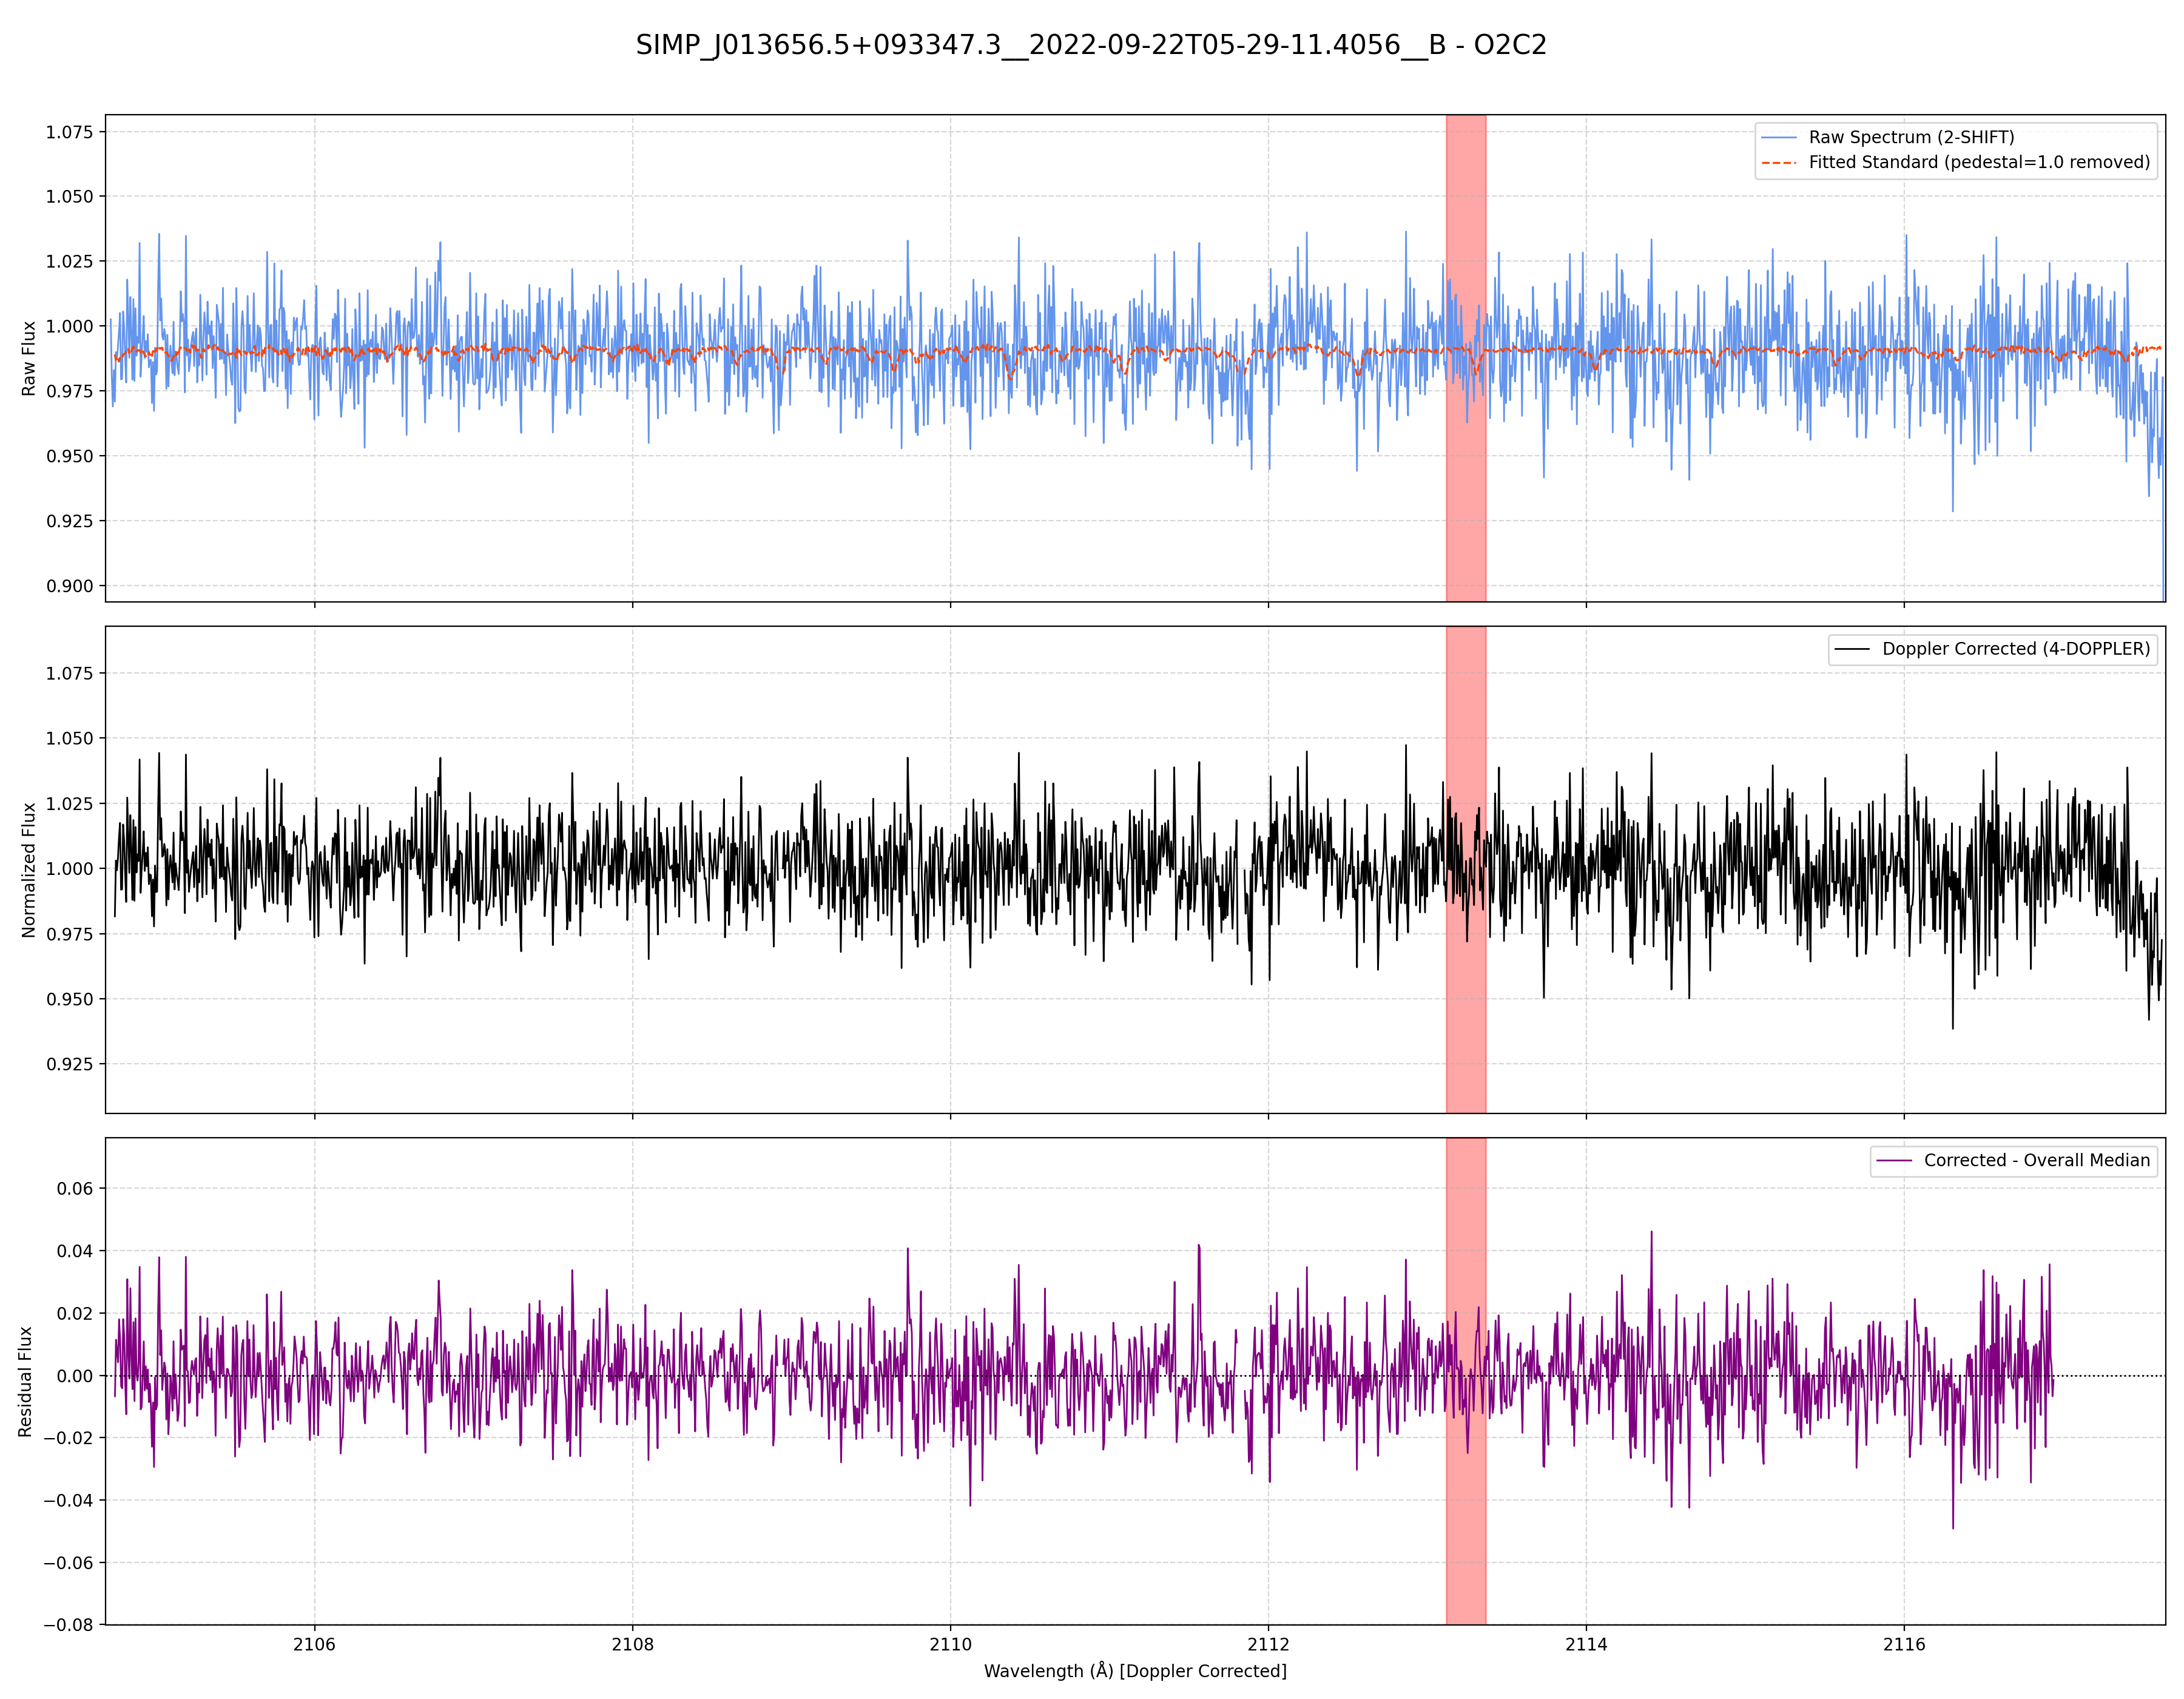 SIMP_J013656.5+093347.3__2022-09-22T05-29-11.4056__B - O2C2
Raw Spectrum (2-SHIFT)
Fitted Standard (pedestal=1.0 removed)
Raw Flux
1.075
1.050
1.025
1.000
0.975
0.950
0.925
0.900
Doppler Corrected (4-DOPPLER)
Normalized Flux
1.075
1.050
1.025
1.000
0.975
0.950
0.925
Corrected - Overall Median
Residual Flux
0.06
0.04
0.02
0.00
−0.02
−0.04
−0.06
−0.08
2106 2108 2110 2112 2114 2116
Wavelength (Å) [Doppler Corrected]